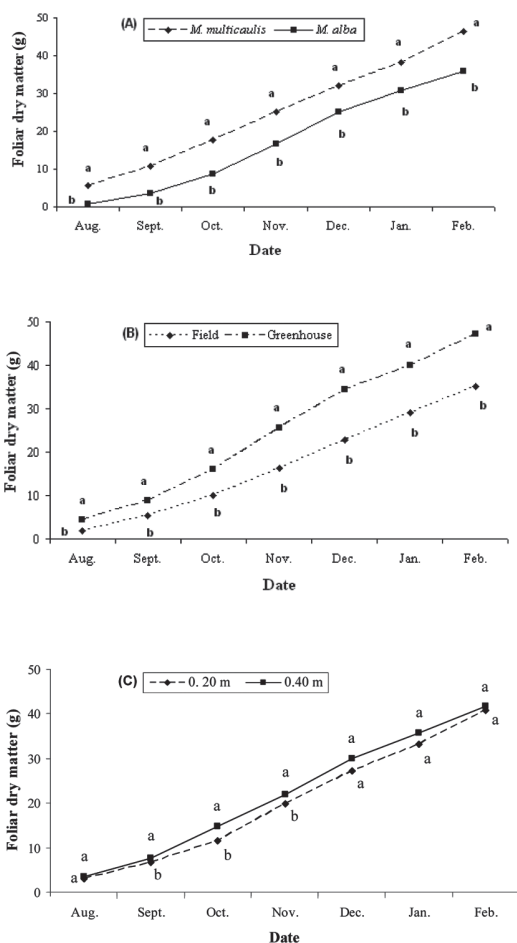 (A) M. multicaulis M. alba
Foliar dry matter (g)
50
40
30
20
10
0
a a a a a a a
b b b b b b b
Aug. Sept. Oct. Nov. Dec. Jan. Feb.
Date
(B) Field Greenhouse
Foliar dry matter (g)
50
40
30
20
10
0
a a a a a a a
b b b b b b b
Aug. Sept. Oct. Nov. Dec. Jan. Feb.
Date
(C) 0. 20 m 0.40 m
Foliar dry matter (g)
50
40
30
20
10
0
a a a a a a a
a b b b a a a
Aug. Sept. Oct. Nov. Dec. Jan. Feb.
Date